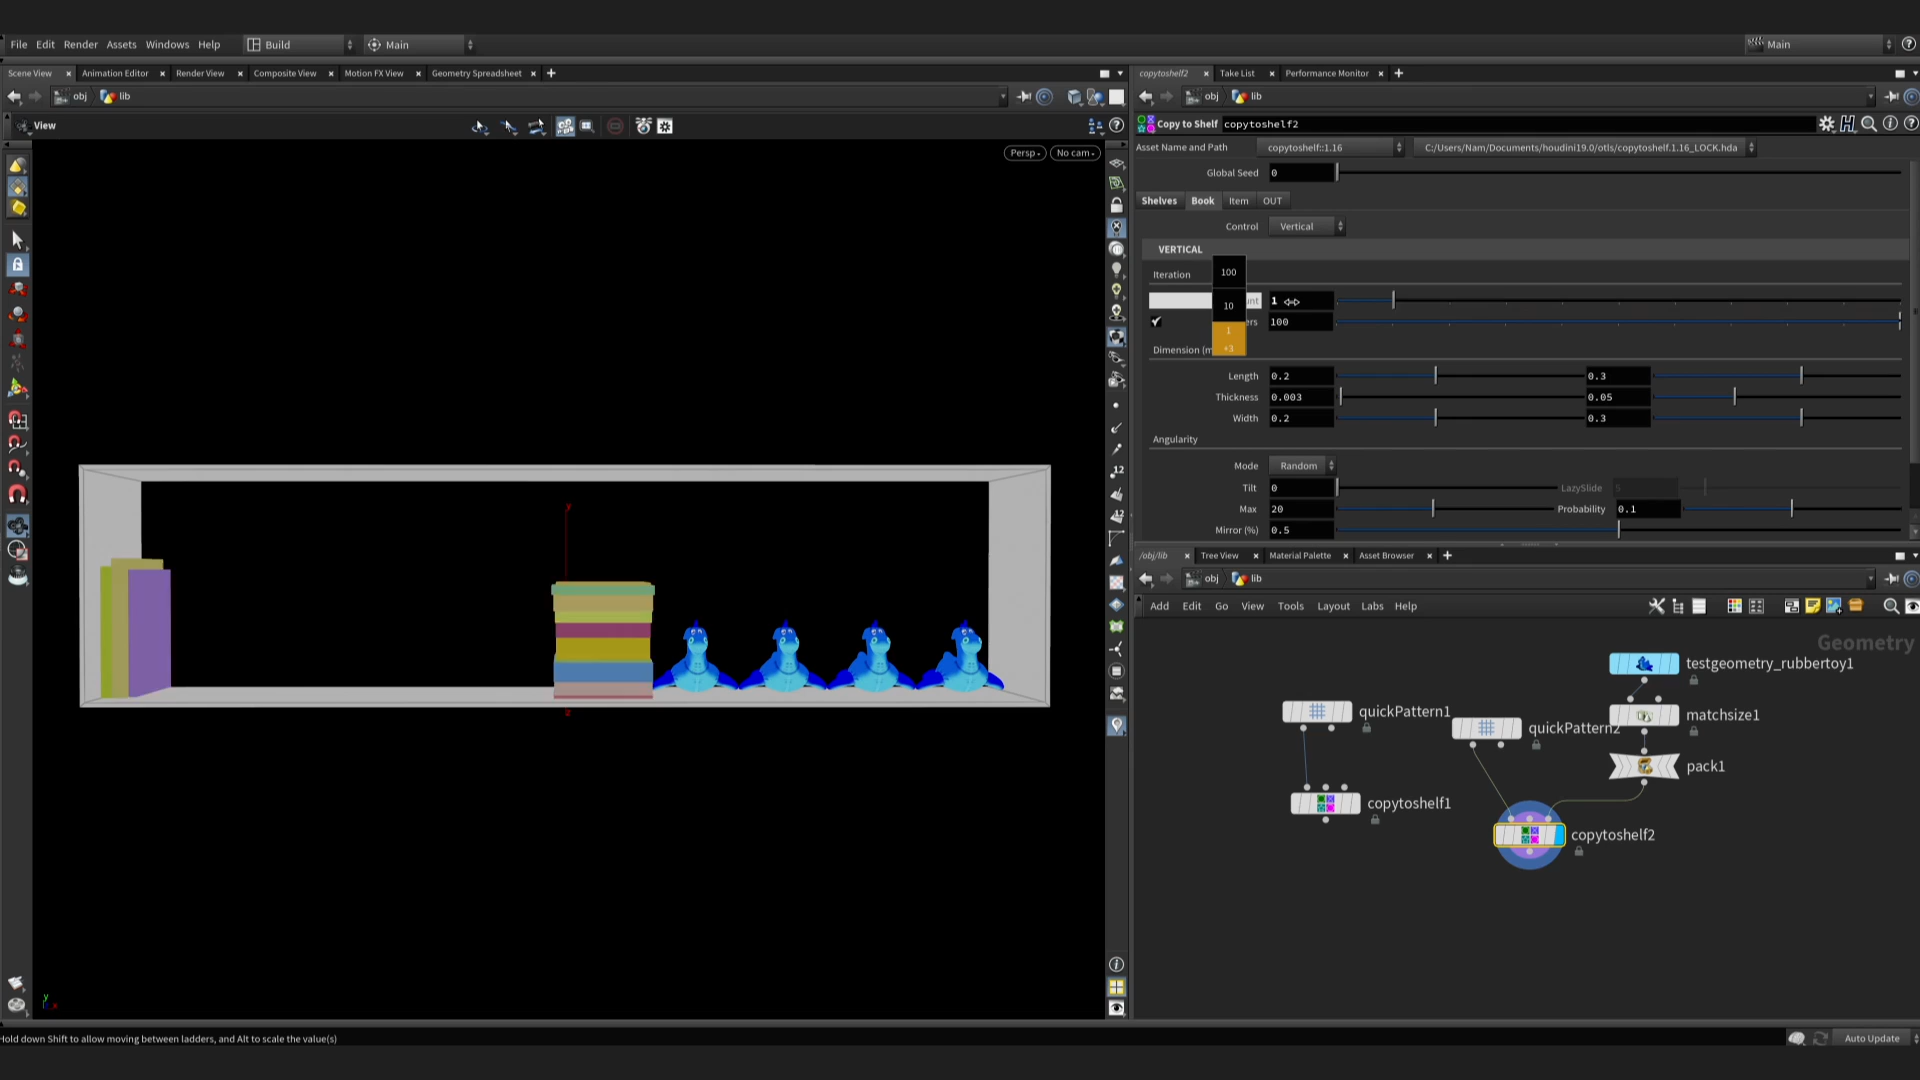 File Edit Render Assets Windows Help Build Main Main
Scene View Animation Editor Render View Composite View Motion FX View Geometry Spreadsheet
obj lib
View
Persp No cam
copytoshelf2 Take List Performance Monitor
obj lib
Copy to Shelf copytoshelf2
Asset Name and Path copytoshelf::1.16 C:/Users/Nam/Documents/houdini19.0/otls/copytoshelf.1.16_LOCK.hda
Global Seed 0
Shelves Book Item OUT
Control Vertical
VERTICAL
Iteration
100
10
1
+3
1
100
Length 0.2 0.3
Thickness 0.003 0.05
Width 0.2 0.3
Angularity
Mode Random
Tilt 0 LazySlide 5
Max 20 Probability 0.1
Mirror (%) 0.5
12
12
/obj/lib Tree View Material Palette Asset Browser
obj lib
Add Edit Go View Tools Layout Labs Help
Geometry
testgeometry_rubbertoy1
quickPattern1
quickPattern2
matchsize1
pack1
copytoshelf1
copytoshelf2
y
z
y
x
Hold down Shift to allow moving between ladders, and Alt to scale the value(s)
Auto Update